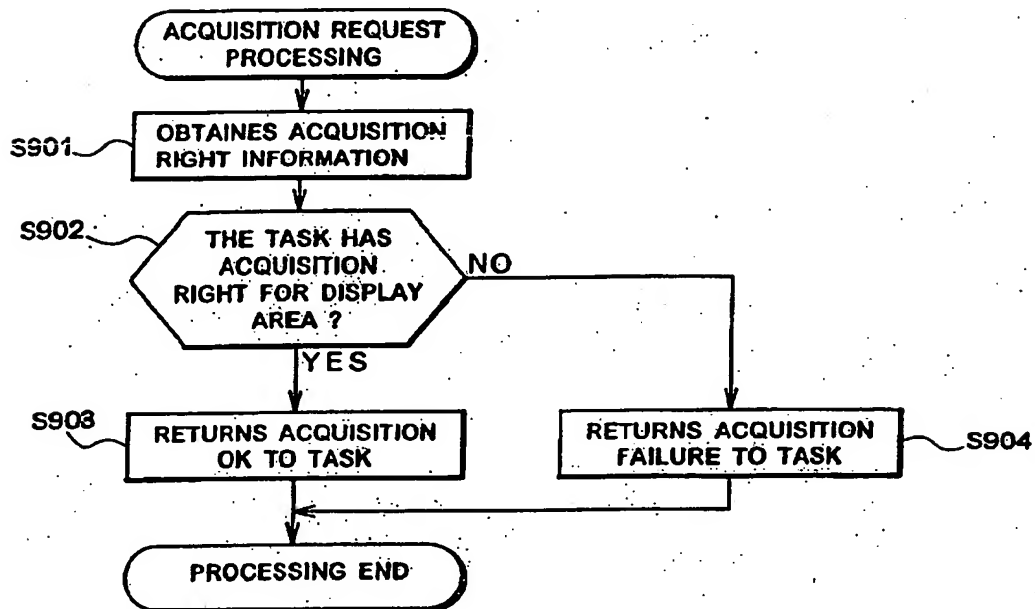 ACQUISITION REQUEST
PROCESSING
S901
OBTAINES ACQUISITION
RIGHT INFORMATION
S902
THE TASK HAS
ACQUISITION
RIGHT FOR DISPLAY
AREA ?
NO
YES
S903
RETURNS ACQUISITION
OK TO TASK
RETURNS ACQUISITION
FAILURE TO TASK
S904
PROCESSING END